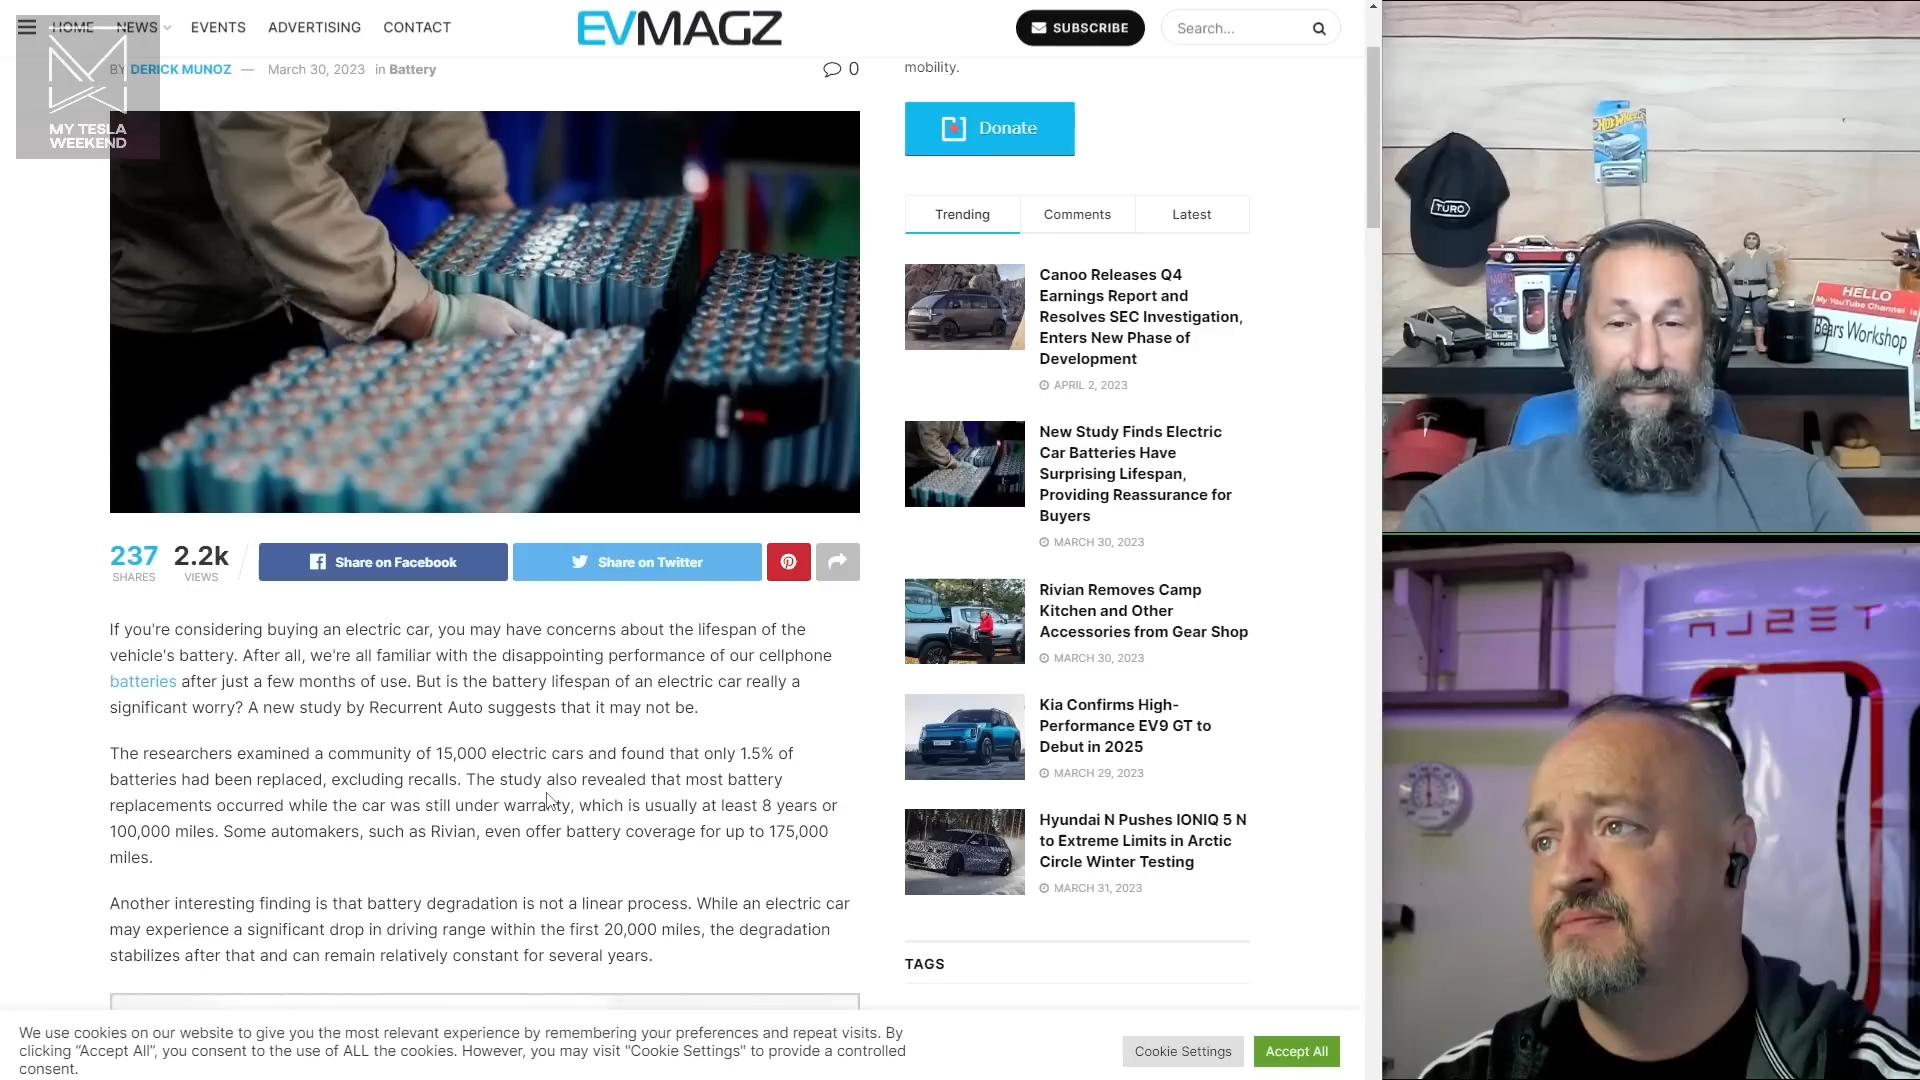 HOME NEWS EVENTS ADVERTISING CONTACT
EVMAGZ
SUBSCRIBE
Search...
MY TESLA
WEEKEND
BY DERICK MUNOZ — March 30, 2023 in Battery
0
237
SHARES
2.2k
VIEWS
Share on Facebook
Share on Twitter
If you're considering buying an electric car, you may have concerns about the lifespan of the
vehicle's battery. After all, we're all familiar with the disappointing performance of our cellphone
batteries after just a few months of use. But is the battery lifespan of an electric car really a
significant worry? A new study by Recurrent Auto suggests that it may not be.
The researchers examined a community of 15,000 electric cars and found that only 1.5% of
batteries had been replaced, excluding recalls. The study also revealed that most battery
replacements occurred while the car was still under warranty, which is usually at least 8 years or
100,000 miles. Some automakers, such as Rivian, even offer battery coverage for up to 175,000
miles.
Another interesting finding is that battery degradation is not a linear process. While an electric car
may experience a significant drop in driving range within the first 20,000 miles, the degradation
stabilizes after that and can remain relatively constant for several years.
mobility.
Donate
Trending Comments Latest
Canoo Releases Q4
Earnings Report and
Resolves SEC Investigation,
Enters New Phase of
Development
APRIL 2, 2023
New Study Finds Electric
Car Batteries Have
Surprising Lifespan,
Providing Reassurance for
Buyers
MARCH 30, 2023
Rivian Removes Camp
Kitchen and Other
Accessories from Gear Shop
MARCH 30, 2023
Kia Confirms High-
Performance EV9 GT to
Debut in 2025
MARCH 29, 2023
Hyundai N Pushes IONIQ 5 N
to Extreme Limits in Arctic
Circle Winter Testing
MARCH 31, 2023
TAGS
We use cookies on our website to give you the most relevant experience by remembering your preferences and repeat visits. By
clicking “Accept All”, you consent to the use of ALL the cookies. However, you may visit "Cookie Settings" to provide a controlled
consent.
Cookie Settings
Accept All
HOT WHEELS
TURO
HELLO
My YouTube Channel is
Bears Workshop
TESLA